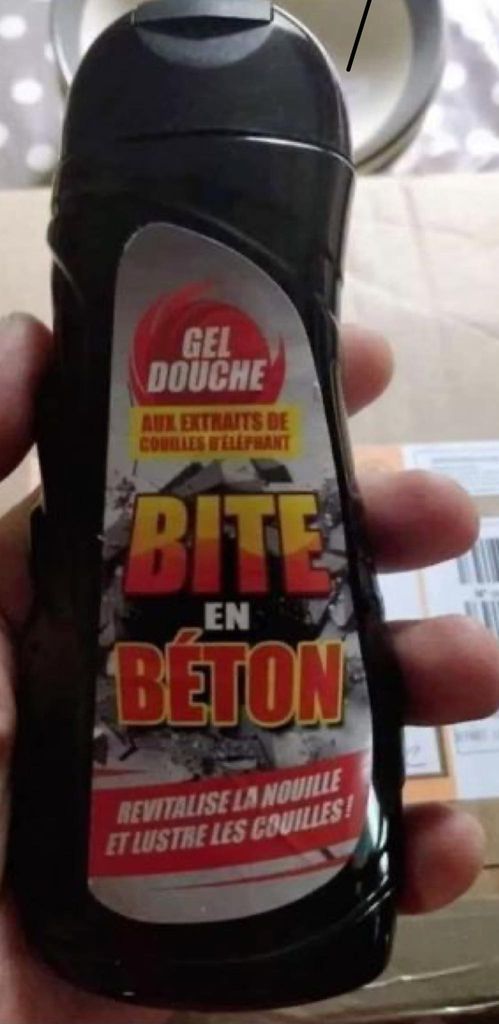 GEL
DOUCHE
AUX EXTRAITS DE
COUILLES D'ÉLÉPHANT
BITE
EN
BÉTON
REVITALISE LA NOUILLE
ET LUSTRE LES COUILLES !